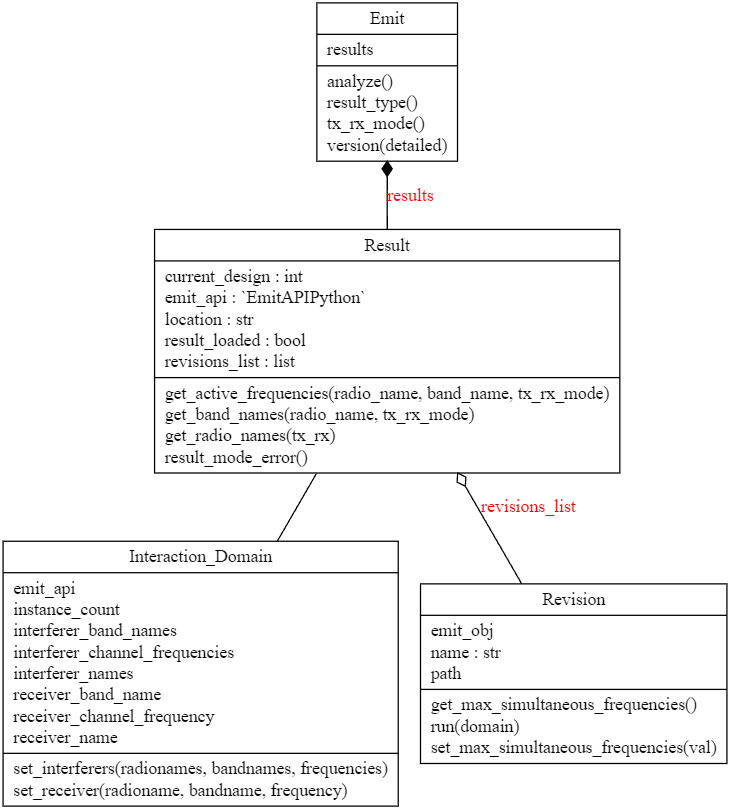 Emit
results
analyze()
result_type()
tx_rx_mode()
version(detailed)
results
Result
current_design : int
emit_api : `EmitAPIPython`
location : str
result_loaded : bool
revisions_list : list
get_active_frequencies(radio_name, band_name, tx_rx_mode)
get_band_names(radio_name, tx_rx_mode)
get_radio_names(tx_rx)
result_mode_error()
revisions_list
Interaction_Domain
emit_api
instance_count
interferer_band_names
interferer_channel_frequencies
interferer_names
receiver_band_name
receiver_channel_frequency
receiver_name
set_interferers(radionames, bandnames, frequencies)
set_receiver(radioname, bandname, frequency)
Revision
emit_obj
name : str
path
get_max_simultaneous_frequencies()
run(domain)
set_max_simultaneous_frequencies(val)